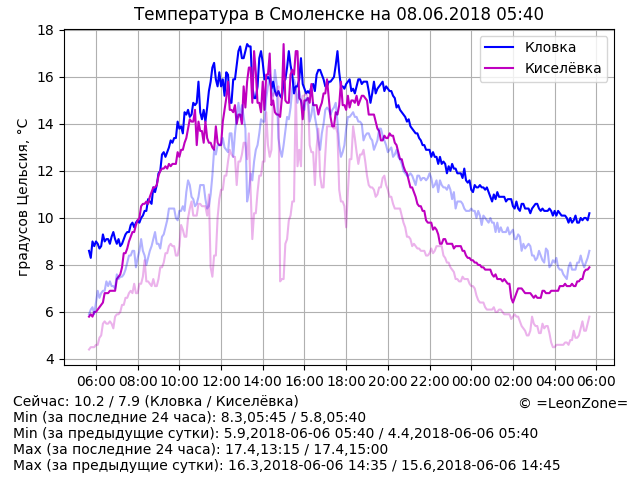 Температура в Смоленске на 08.06.2018 05:40
Кловка
Киселёвка
градусов Цельсия, °C
18
16
14
12
10
8
6
4
06:00 08:00 10:00 12:00 14:00 16:00 18:00 20:00 22:00 00:00 02:00 04:00 06:00
Сейчас: 10.2 / 7.9 (Кловка / Киселёвка)
© =LeonZone=
Min (за последние 24 часа): 8.3,05:45 / 5.8,05:40
Min (за предыдущие сутки): 5.9,2018-06-06 05:40 / 4.4,2018-06-06 05:40
Max (за последние 24 часа): 17.4,13:15 / 17.4,15:00
Max (за предыдущие сутки): 16.3,2018-06-06 14:35 / 15.6,2018-06-06 14:45